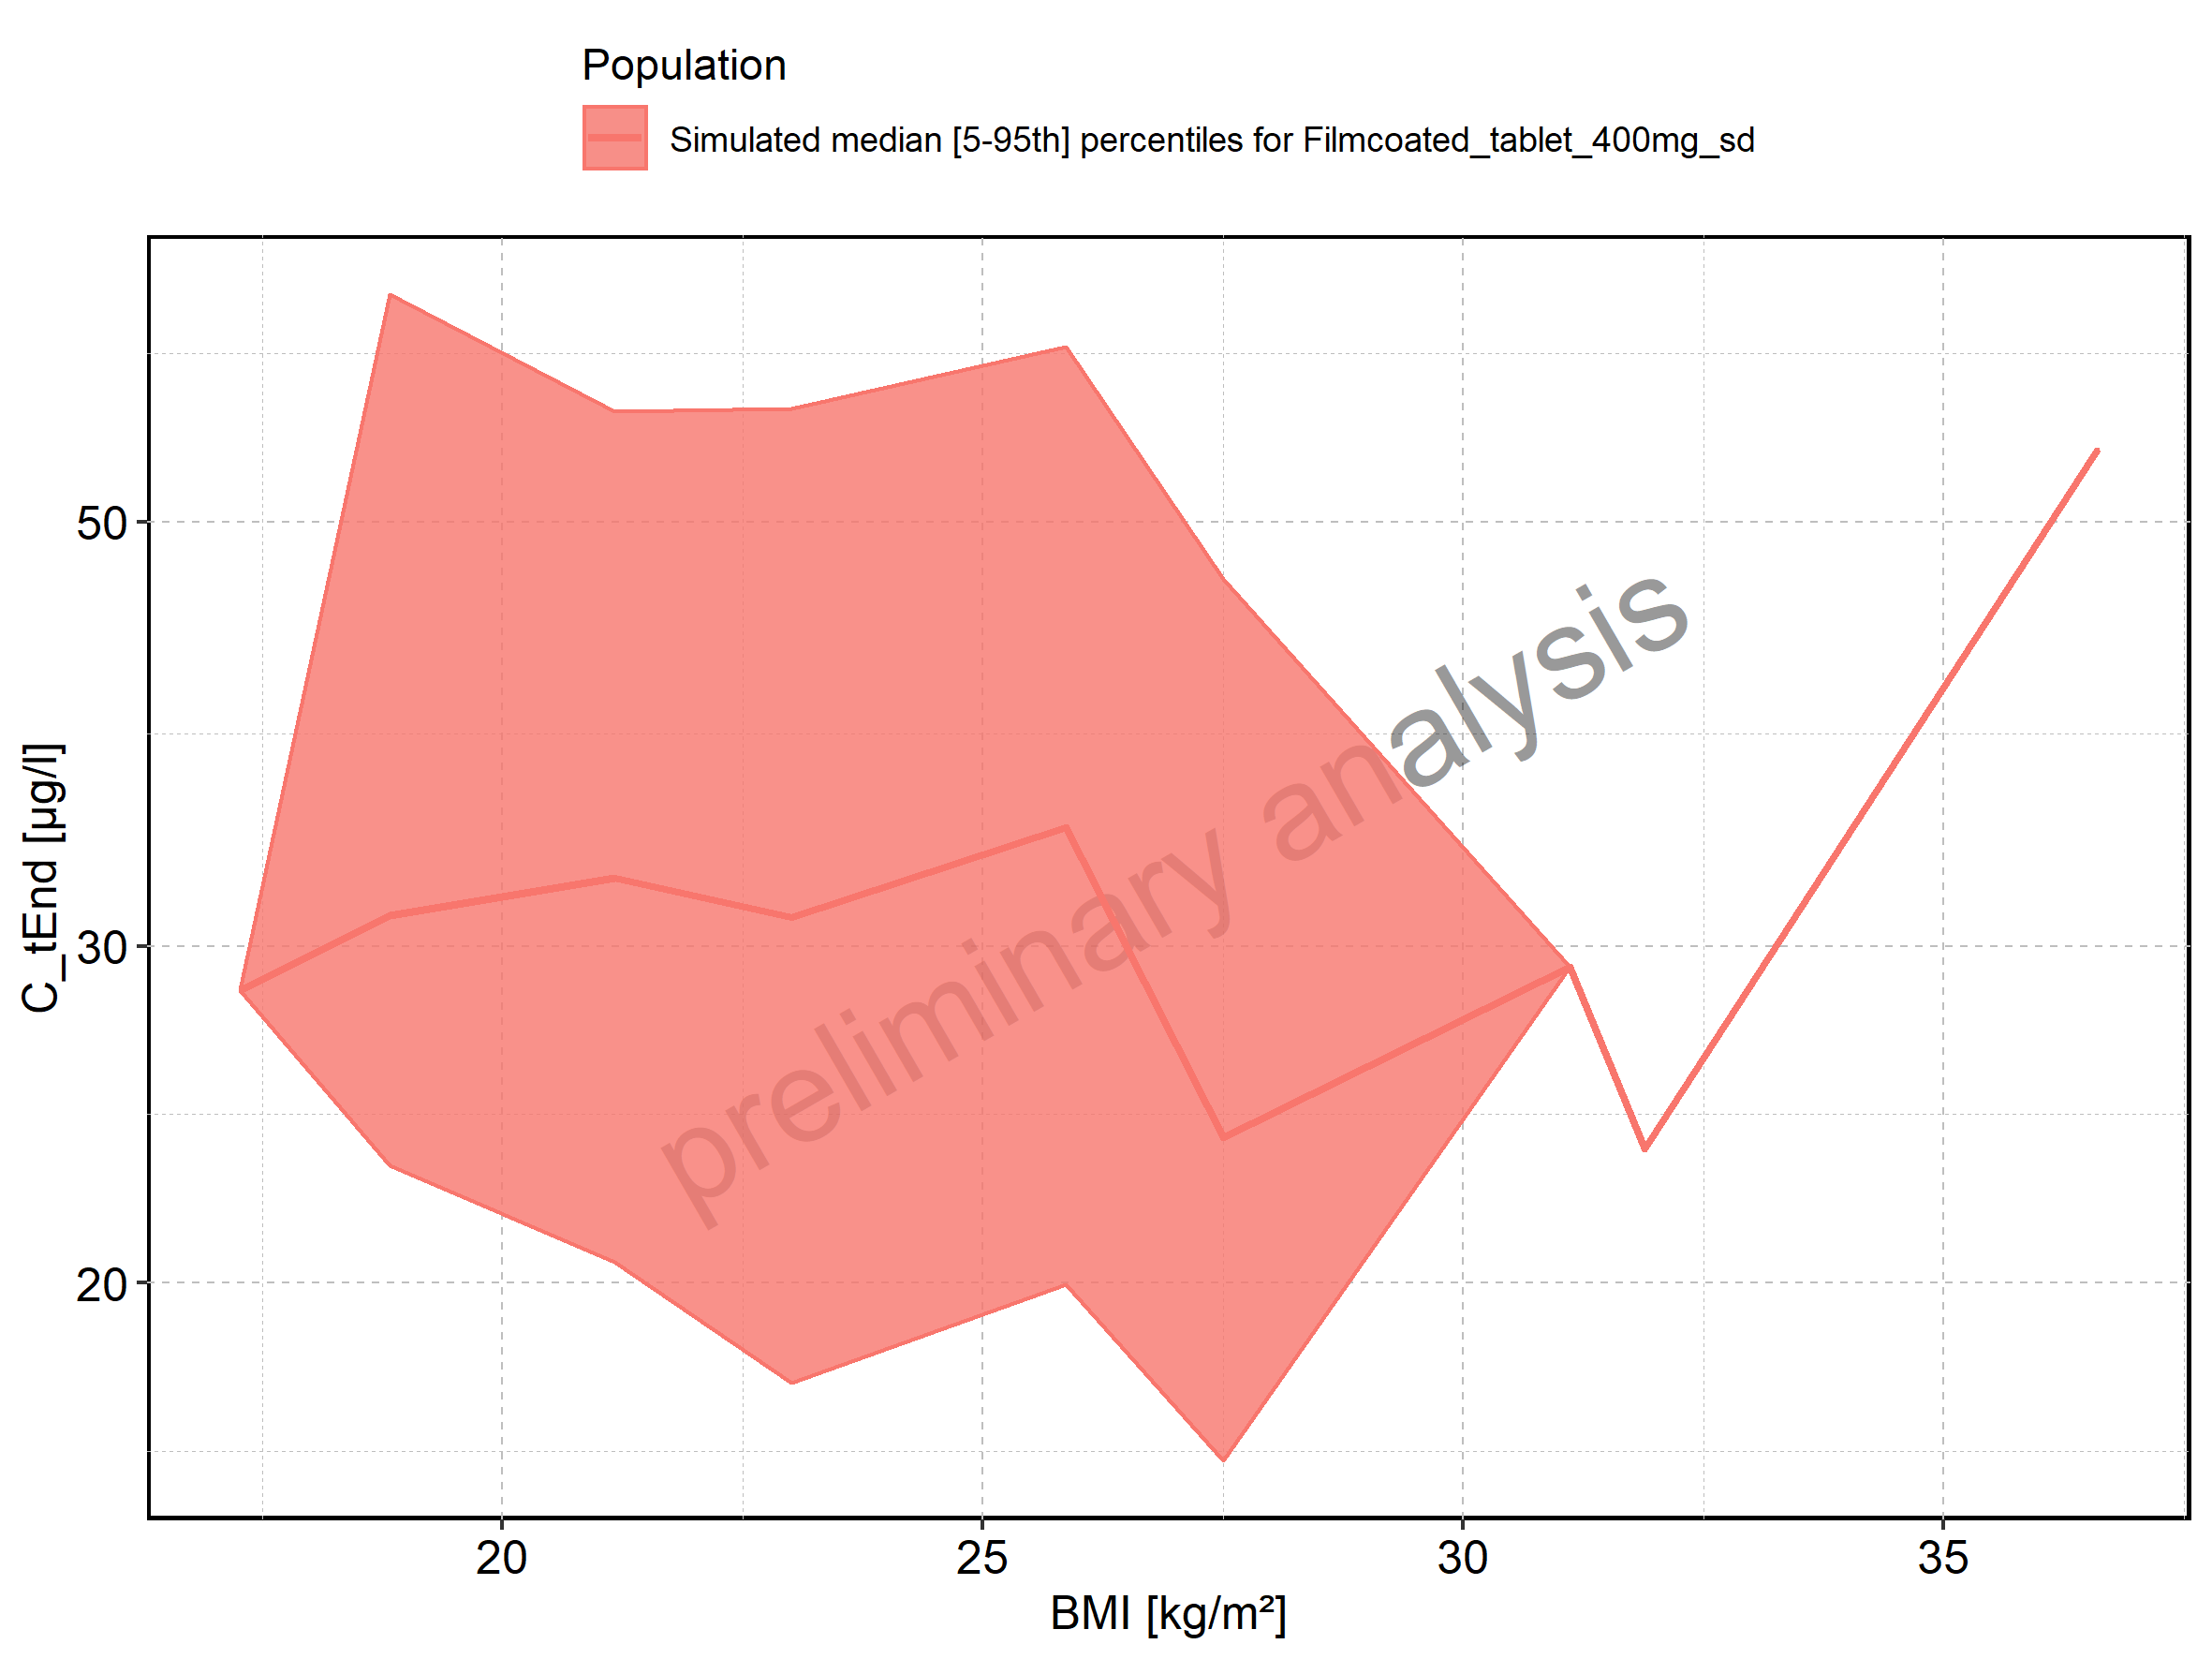 Population
Simulated median [5-95th] percentiles for Filmcoated_tablet_400mg_sd
C_tEnd [µg/l]
50
30
20
preliminary analysis
20 25 30 35
BMI [kg/m²]